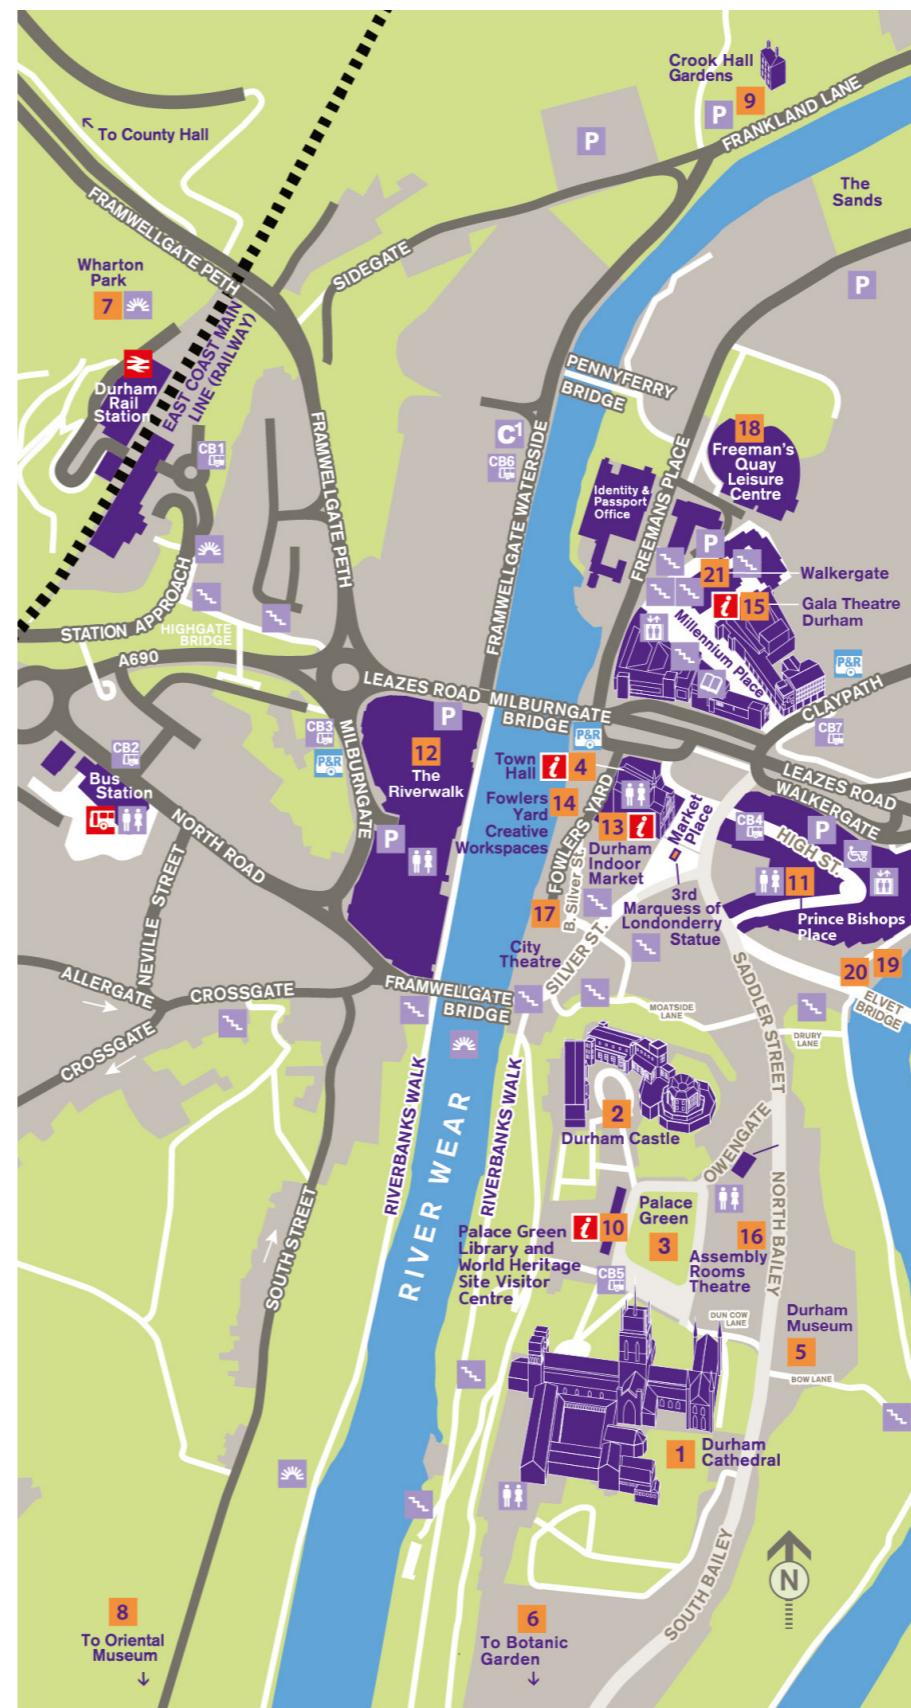 Crook Hall
Gardens
9
P
FRANKLAND LANE
To County Hall
P
The
Sands
FRAMWELLGATE PETH
SIDEGATE
Wharton
Park
7
P
EAST COAST MAIN
LINE (RAILWAY)
Durham
Rail
Station
PENNYFERRY
BRIDGE
FRAMWELLGATE PETH
C1
CB1
CB6
FRAMWELLGATE WATERSIDE
18
Freeman's
Quay
Leisure
Centre
Identity &
Passport
Office
FREEMANS PLACE
P
21
Walkergate
i
15
Gala Theatre
Durham
STATION APPROACH
HIGHGATE
BRIDGE
Millennium Place
A690
LEAZES ROAD
MILBURNGATE
BRIDGE
P&R
CLAYPATH
CB7
P
CB3
P&R
MILBURNGATE
12
The
Riverwalk
P&R
Town
Hall
i
4
LEAZES ROAD
WALKERGATE
CB2
Bus
Station
NORTH ROAD
Fowlers
Yard
Creative
Workspaces
14
FOWLERS YARD
13
i
Durham
Indoor
Market
Market
Place
CB4
P
HIGH ST.
P
NEVILLE STREET
B. Silver St.
3rd
Marquess of
Londonderry
Statue
11
Prince Bishops
Place
17
City
Theatre
SILVER ST.
SADDLER STREET
20
19
ELVET
BRIDGE
ALLERGATE
CROSSGATE
FRAMWELLGATE
BRIDGE
MOATSIDE
LANE
DRURY
LANE
CROSSGATE
RIVERBANKS WALK
RIVER WEAR
RIVERBANKS WALK
2
Durham Castle
OWENGATE
NORTH BAILEY
SOUTH STREET
Palace Green
Library and
World Heritage
Site Visitor
Centre
i
10
Palace
Green
3
16
Assembly
Rooms
Theatre
CB5
DUN COW
LANE
Durham
Museum
5
BOW LANE
1
Durham
Cathedral
SOUTH BAILEY
N
8
To Oriental
Museum
6
To Botanic
Garden